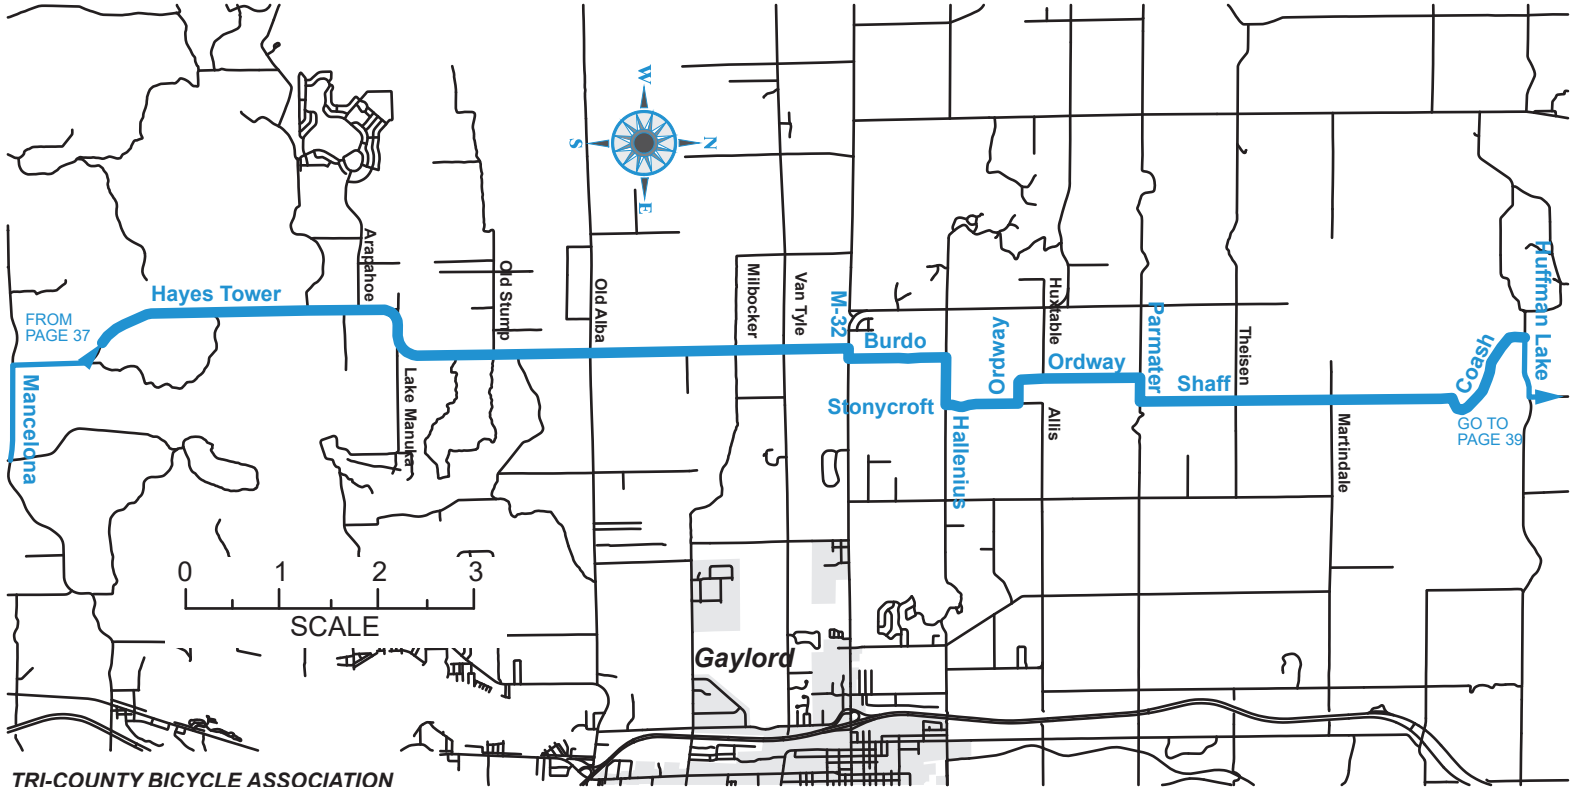 W
S
N
E
Arapahoe
Old Stump
Old Alba
Milbocker
Van Tyle
M-32
Huxtable
Parmater
Theisen
Huffman Lake
Hayes Tower
FROM
PAGE 37
Burdo
Ordway
Ordway
Shaff
Coash
Mancelona
Lake Manuka
Stonycroft
Hallenius
Allis
Martindale
GO TO
PAGE 39
0 1 2 3
SCALE
Gaylord
TRI-COUNTY BICYCLE ASSOCIATION